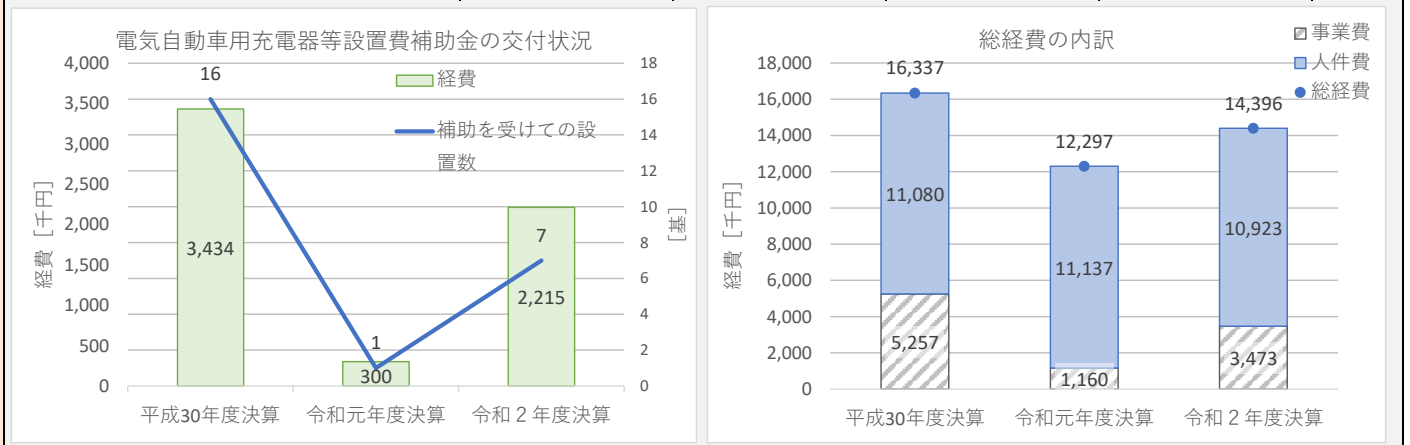 電気自動車用充電器等設置費補助金の交付状況
経費
補助を受けての設
置数
経費［千円］
4,000
3,500
3,000
2,500
2,000
1,500
1,000
500
0
18
16
14
12
10
8
6
4
2
0
［基］
16
1
7
3,434
300
2,215
平成30年度決算
令和元年度決算
令和２年度決算
総経費の内訳
事業費
人件費
総経費
経費［千円］
18,000
16,000
14,000
12,000
10,000
8,000
6,000
4,000
2,000
0
16,337
12,297
14,396
11,080
11,137
10,923
5,257
1,160
3,473
平成30年度決算
令和元年度決算
令和２年度決算